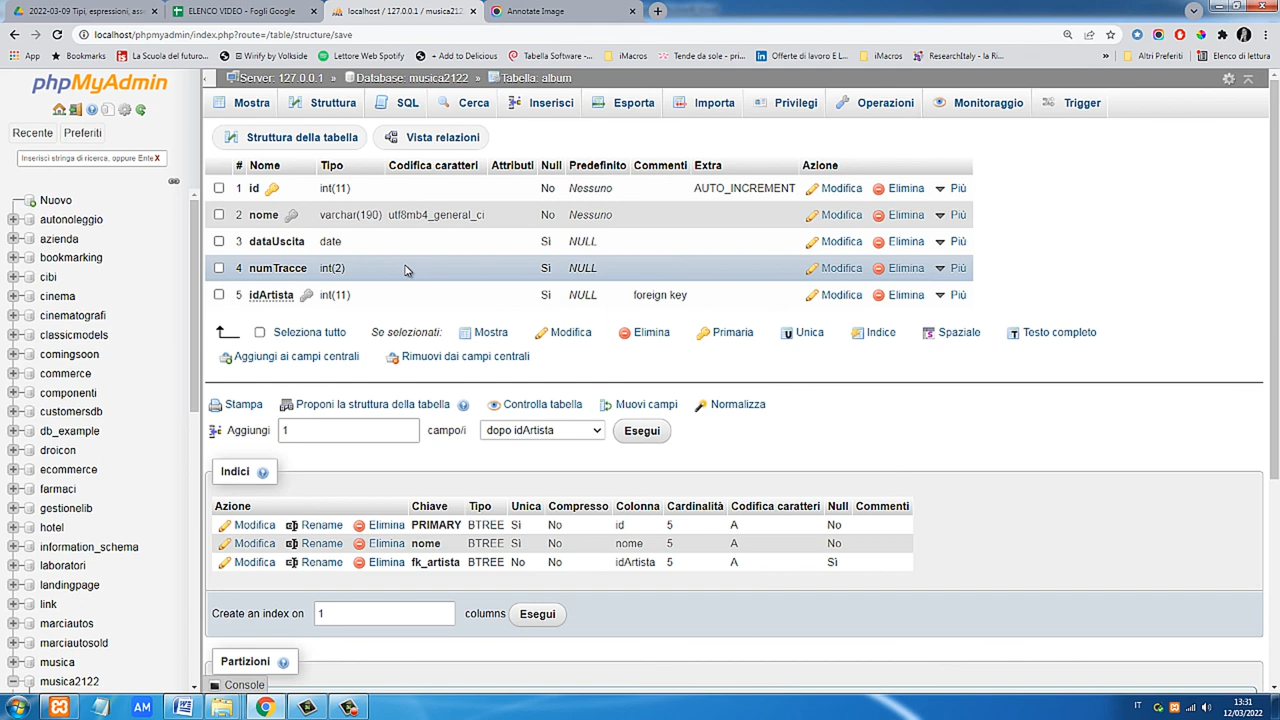 2022-03-09 Tipi, espressioni, ass
ELENCO VIDEO - Fogli Google
localhost / 127.0.0.1 / musica212
Annotate Image
localhost/phpmyadmin/index.php?route=/table/structure/save
App Bookmarks La Scuola del futuro... Winify by Volkside + Add to Delicious Lettore Web Spotify Tabella Software -... iMacros Tende da sole - prim... Offerte di lavoro e O... iMacros ResearchItaly - la Ri... » Altri Preferiti Elenco di lettura
phpMyAdmin
Recente Preferiti
Inserisci stringa di ricerca, oppure Ente X
Nuovo
autonoleggio
azienda
bookmarking
cibi
cinema
cinematografi
classicmodels
comingsoon
commerce
componenti
customersdb
db_example
droicon
ecommerce
farmaci
gestionelib
hotel
information_schema
laboratori
landingpage
link
marciautos
marciautosold
musica
musica2122
Server: 127.0.0.1 » Database: musica2122 » Tabella: album
Mostra Struttura SQL Cerca Inserisci Esporta Importa Privilegi Operazioni Monitoraggio Trigger
Struttura della tabella Vista relazioni
# Nome Tipo Codifica caratteri Attributi Null Predefinito Commenti Extra Azione
1 id int(11) No Nessuno AUTO_INCREMENT Modifica Elimina Più
2 nome varchar(190) utf8mb4_general_ci No Nessuno Modifica Elimina Più
3 dataUscita date Sì NULL Modifica Elimina Più
4 numTracce int(2) Sì NULL Modifica Elimina Più
5 idArtista int(11) Sì NULL foreign key Modifica Elimina Più
Seleziona tutto Se selezionati: Mostra Modifica Elimina Primaria Unica Indice Spaziale Testo completo
Aggiungi ai campi centrali Rimuovi dai campi centrali
Stampa Proponi la struttura della tabella Controlla tabella Muovi campi Normalizza
Aggiungi 1 campo/i dopo idArtista Esegui
Indici
Azione Chiave Tipo Unica Compresso Colonna Cardinalità Codifica caratteri Null Commenti
Modifica Rename Elimina PRIMARY BTREE Sì No id 5 A No
Modifica Rename Elimina nome BTREE Sì No nome 5 A No
Modifica Rename Elimina fk_artista BTREE No No idArtista 5 A Sì
Create an index on 1 columns Esegui
Partizioni
Console
AM
IT
13:31
12/03/2022